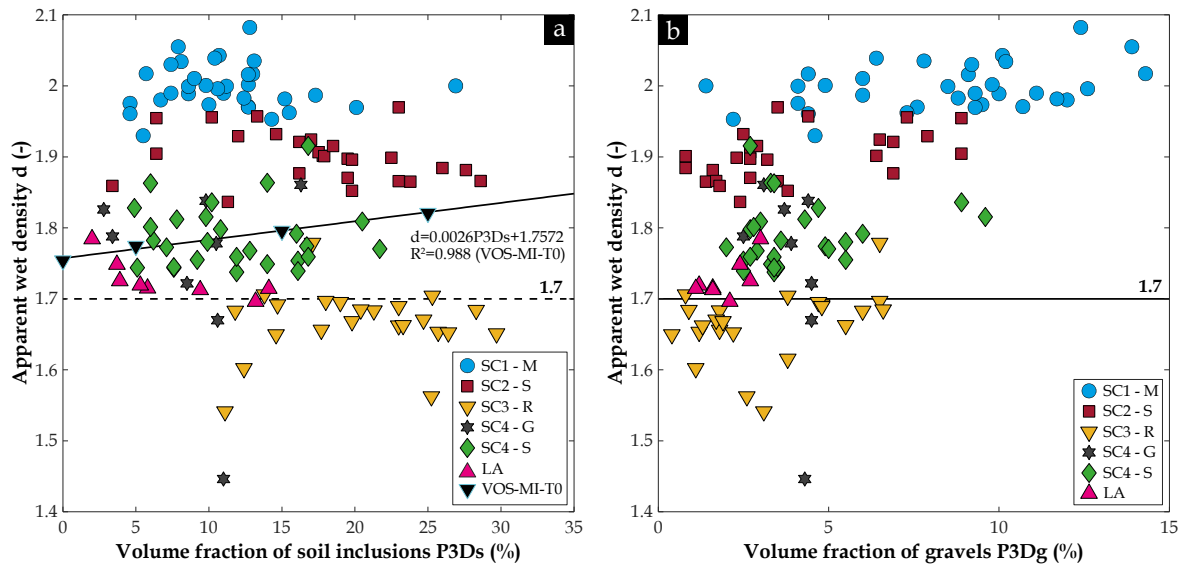 a
2.1
2
1.9
1.8
1.7
1.6
1.5
1.4
Apparent wet density d (-)
d=0.0026P3Ds+1.7572
R²=0.988 (VOS-MI-T0)
1.7
SC1 - M
SC2 - S
SC3 - R
SC4 - G
SC4 - S
LA
VOS-MI-T0
0 5 10 15 20 25 30 35
Volume fraction of soil inclusions P3Ds (%)
b
2.1
2
1.9
1.8
1.7
1.6
1.5
1.4
Apparent wet density d (-)
1.7
SC1 - M
SC2 - S
SC3 - R
SC4 - G
SC4 - S
LA
0 5 10 15
Volume fraction of gravels P3Dg (%)